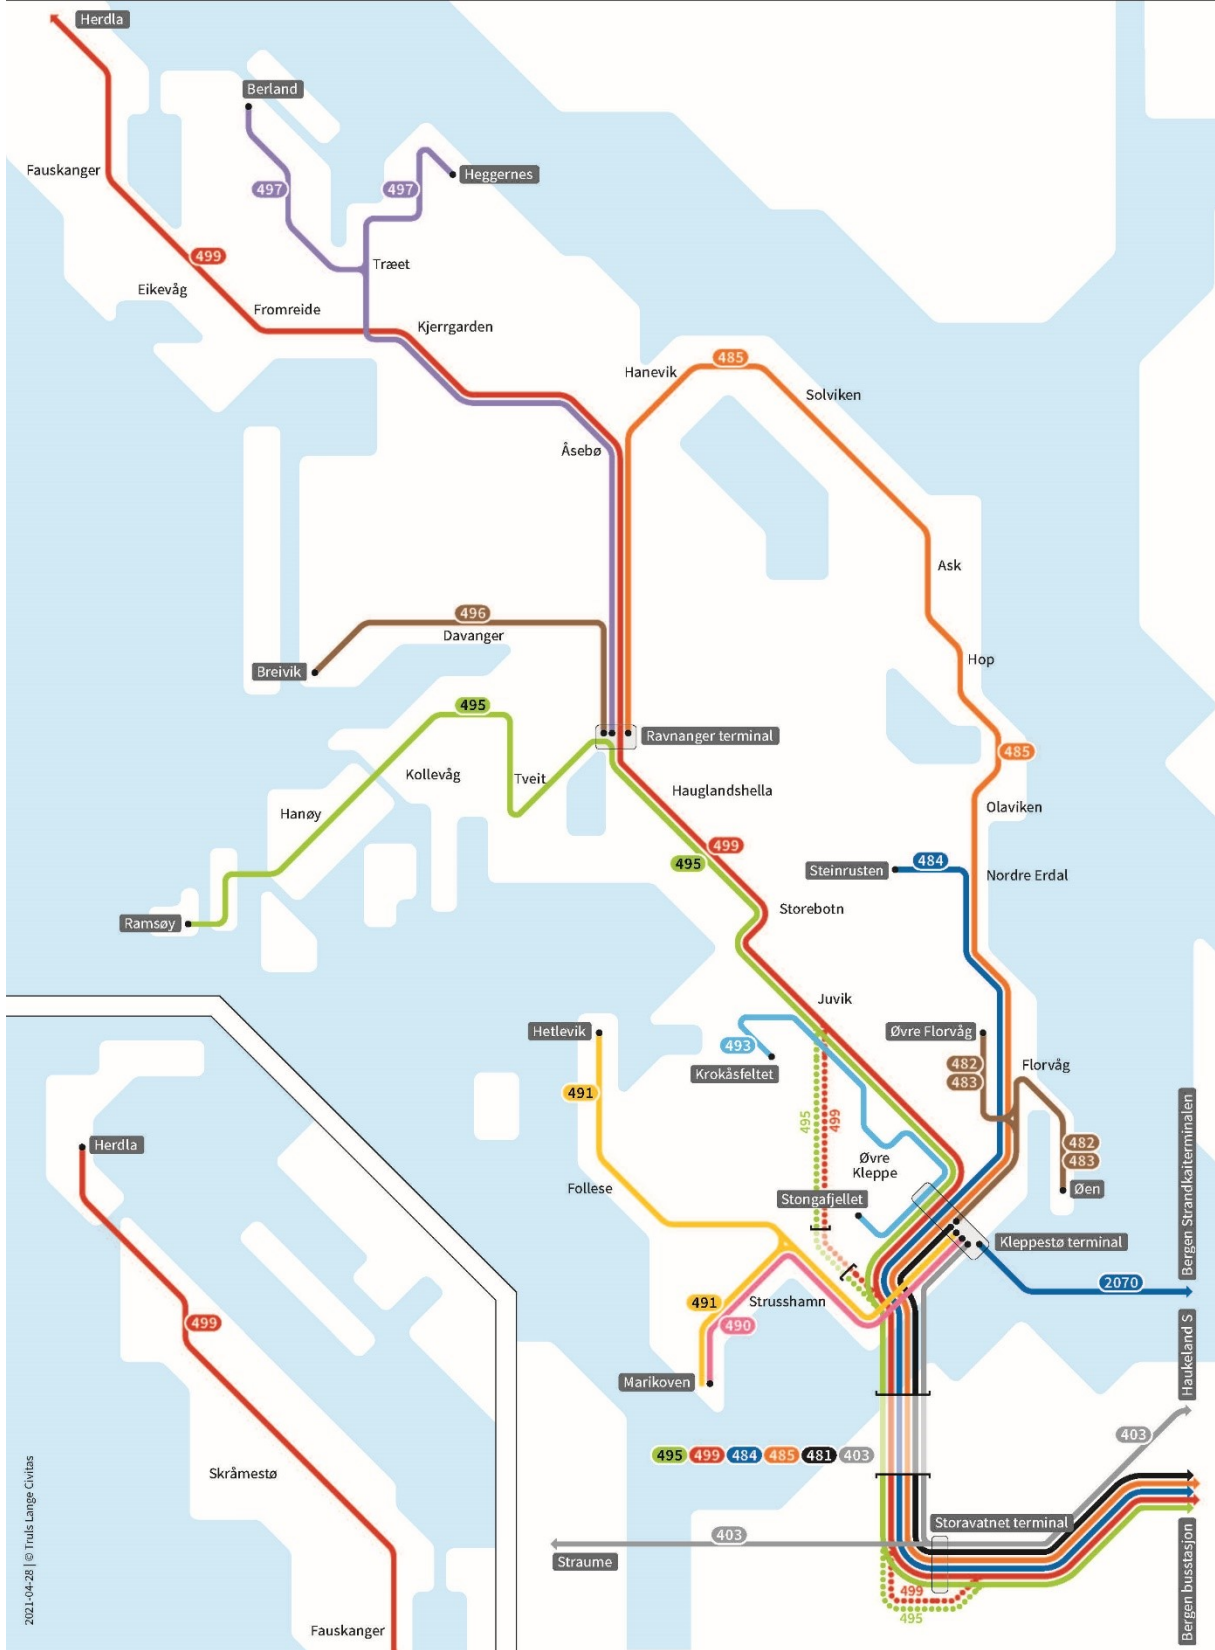 Herdla
Berland
Fauskanger
497
497
Heggernes
499
Træet
Eikevåg
Fromreide
Kjerrgarden
Hanevik
485
Solviken
Åsebø
Ask
496
Davanger
Breivik
Hop
495
Ravnanger terminal
485
Kollevåg
Tveit
Hauglandshella
Hanøy
Olaviken
499
495
484
Steinrusten
Nordre Erdal
Storebotn
Ramsøy
Juvik
Hetlevik
493
Krokåsfeltet
Øvre Florvåg
482
483
Florvåg
491
495
499
Herdla
482
483
Øen
Øvre
Kleppe
Follese
Stongafjellet
Kleppestø terminal
Bergen Strandkaiterminalen
2070
491
Strusshamn
490
499
Marikoven
Haukeland S
403
495 499 484 485 481 403
Skråmestø
Storavatnet terminal
403
Straume
499
495
Bergen busstasjon
Fauskanger
2021-04-28 | © Truls Lange Civitas